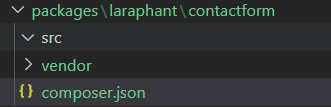 packages\laraphant\contactform
src
vendor
{} composer.json